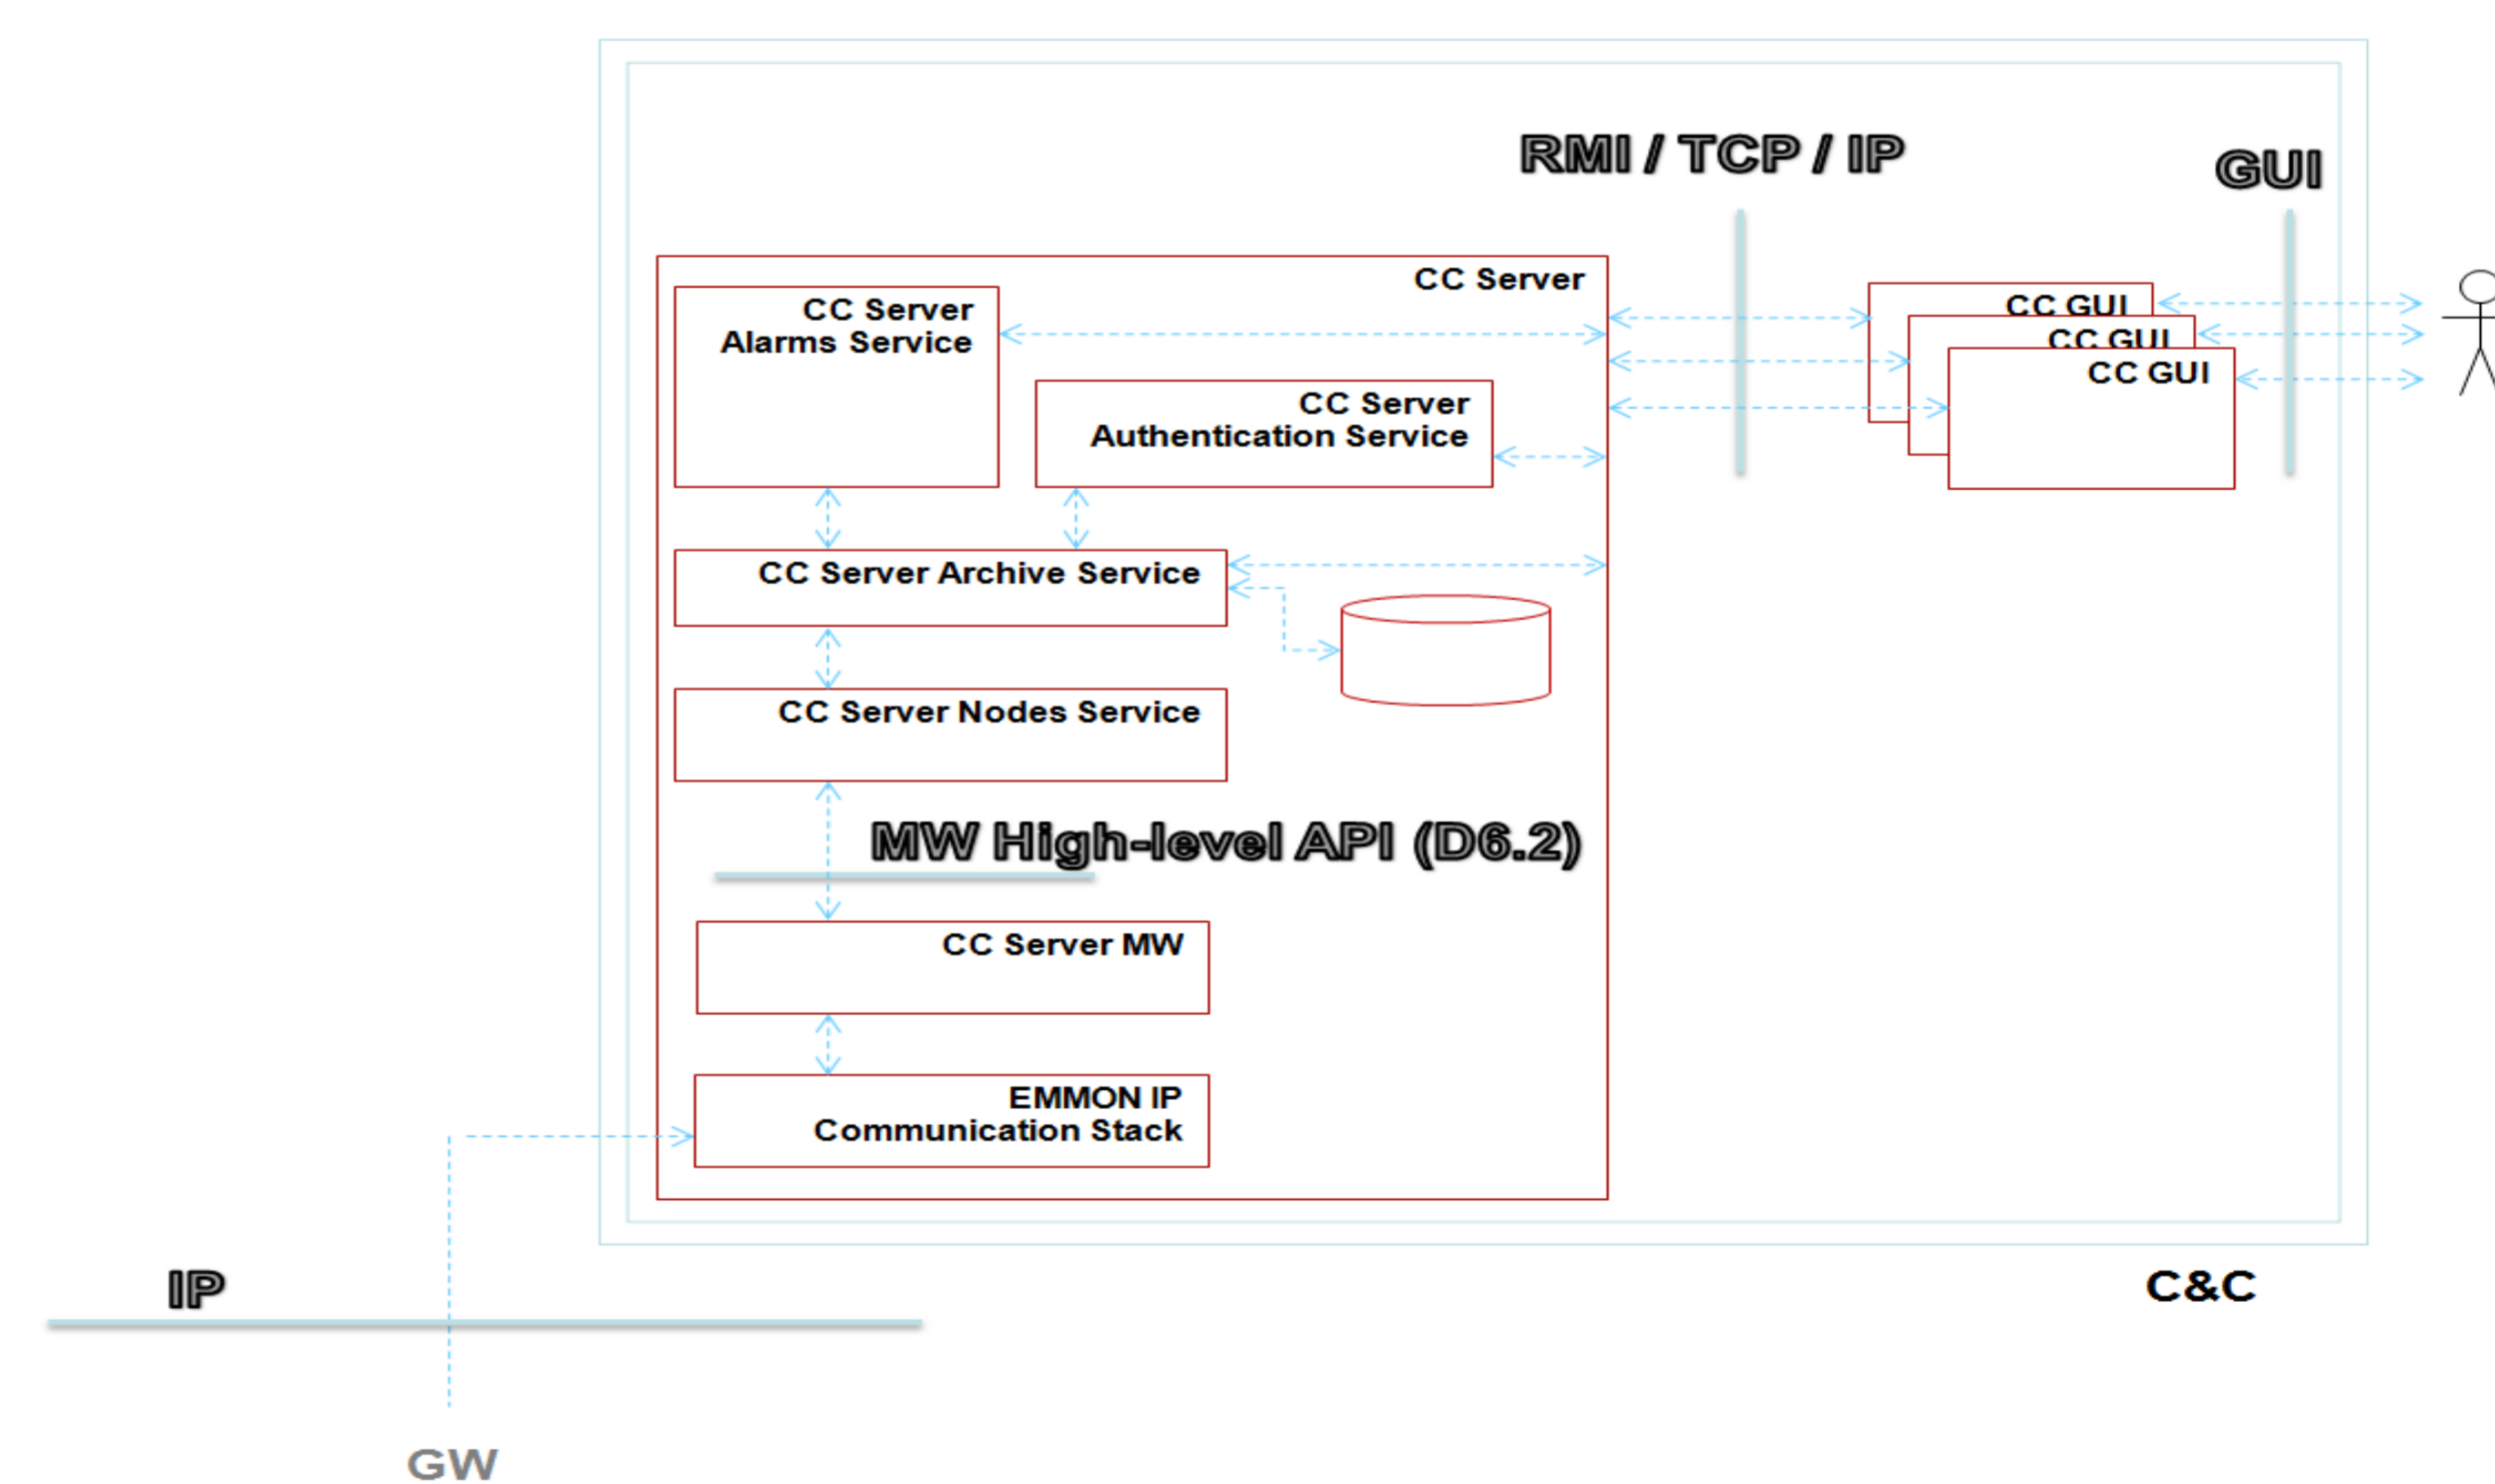 RMI / TCP / IP
GUI
CC Server
CC Server
Alarms Service
CC GUI
CC GUI
CC GUI
CC Server
Authentication Service
CC Server Archive Service
CC Server Nodes Service
MW High-level API (D6.2)
CC Server MW
EMMON IP
Communication Stack
IP
C&C
GW